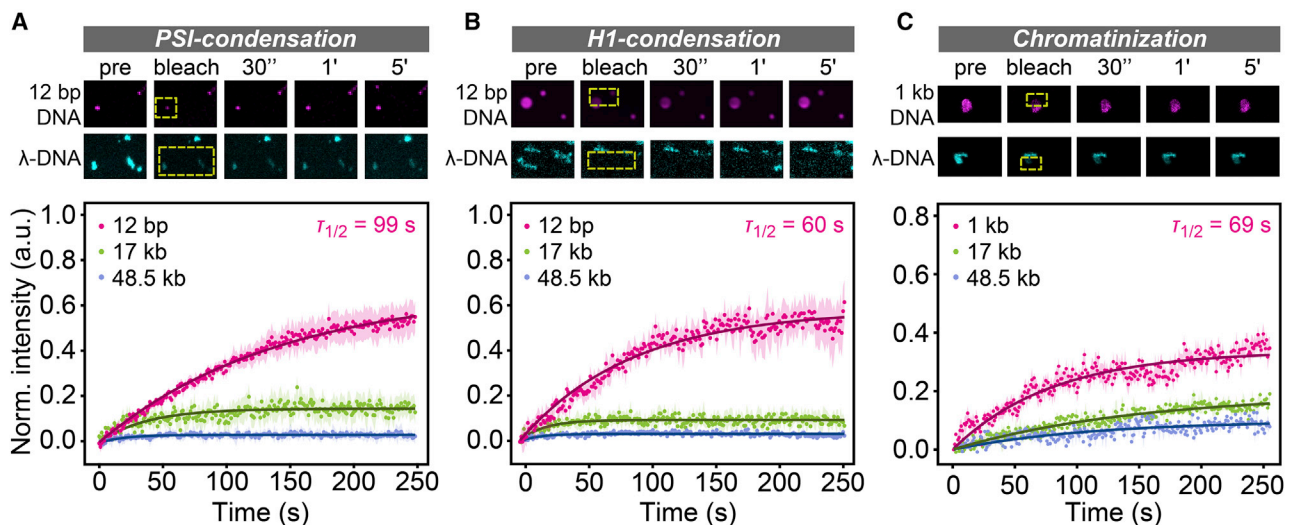 A
PSI-condensation
pre bleach 30’’ 1' 5'
12 bp
DNA
λ-DNA
Norm. intensity (a.u.)
1.0
0.8
0.6
0.4
0.2
0.0
12 bp
17 kb
48.5 kb
τ1/2 = 99 s
0 50 100 150 200 250
Time (s)
B
H1-condensation
pre bleach 30’’ 1' 5'
12 bp
DNA
λ-DNA
1.0
0.8
0.6
0.4
0.2
0.0
12 bp
17 kb
48.5 kb
τ1/2 = 60 s
0 50 100 150 200 250
Time (s)
C
Chromatinization
pre bleach 30’’ 1' 5'
1 kb
DNA
λ-DNA
0.8
0.6
0.4
0.2
0.0
1 kb
17 kb
48.5 kb
τ1/2 = 69 s
0 50 100 150 200 250
Time (s)